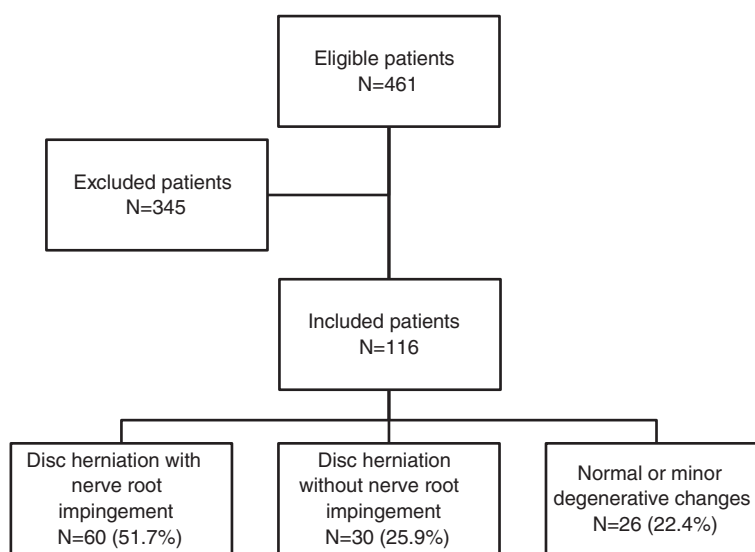 Eligible patients
N=461
Excluded patients
N=345
Included patients
N=116
Disc herniation with
nerve root
impingement
N=60 (51.7%)
Disc herniation
without nerve root
impingement
N=30 (25.9%)
Normal or minor
degenerative changes
N=26 (22.4%)